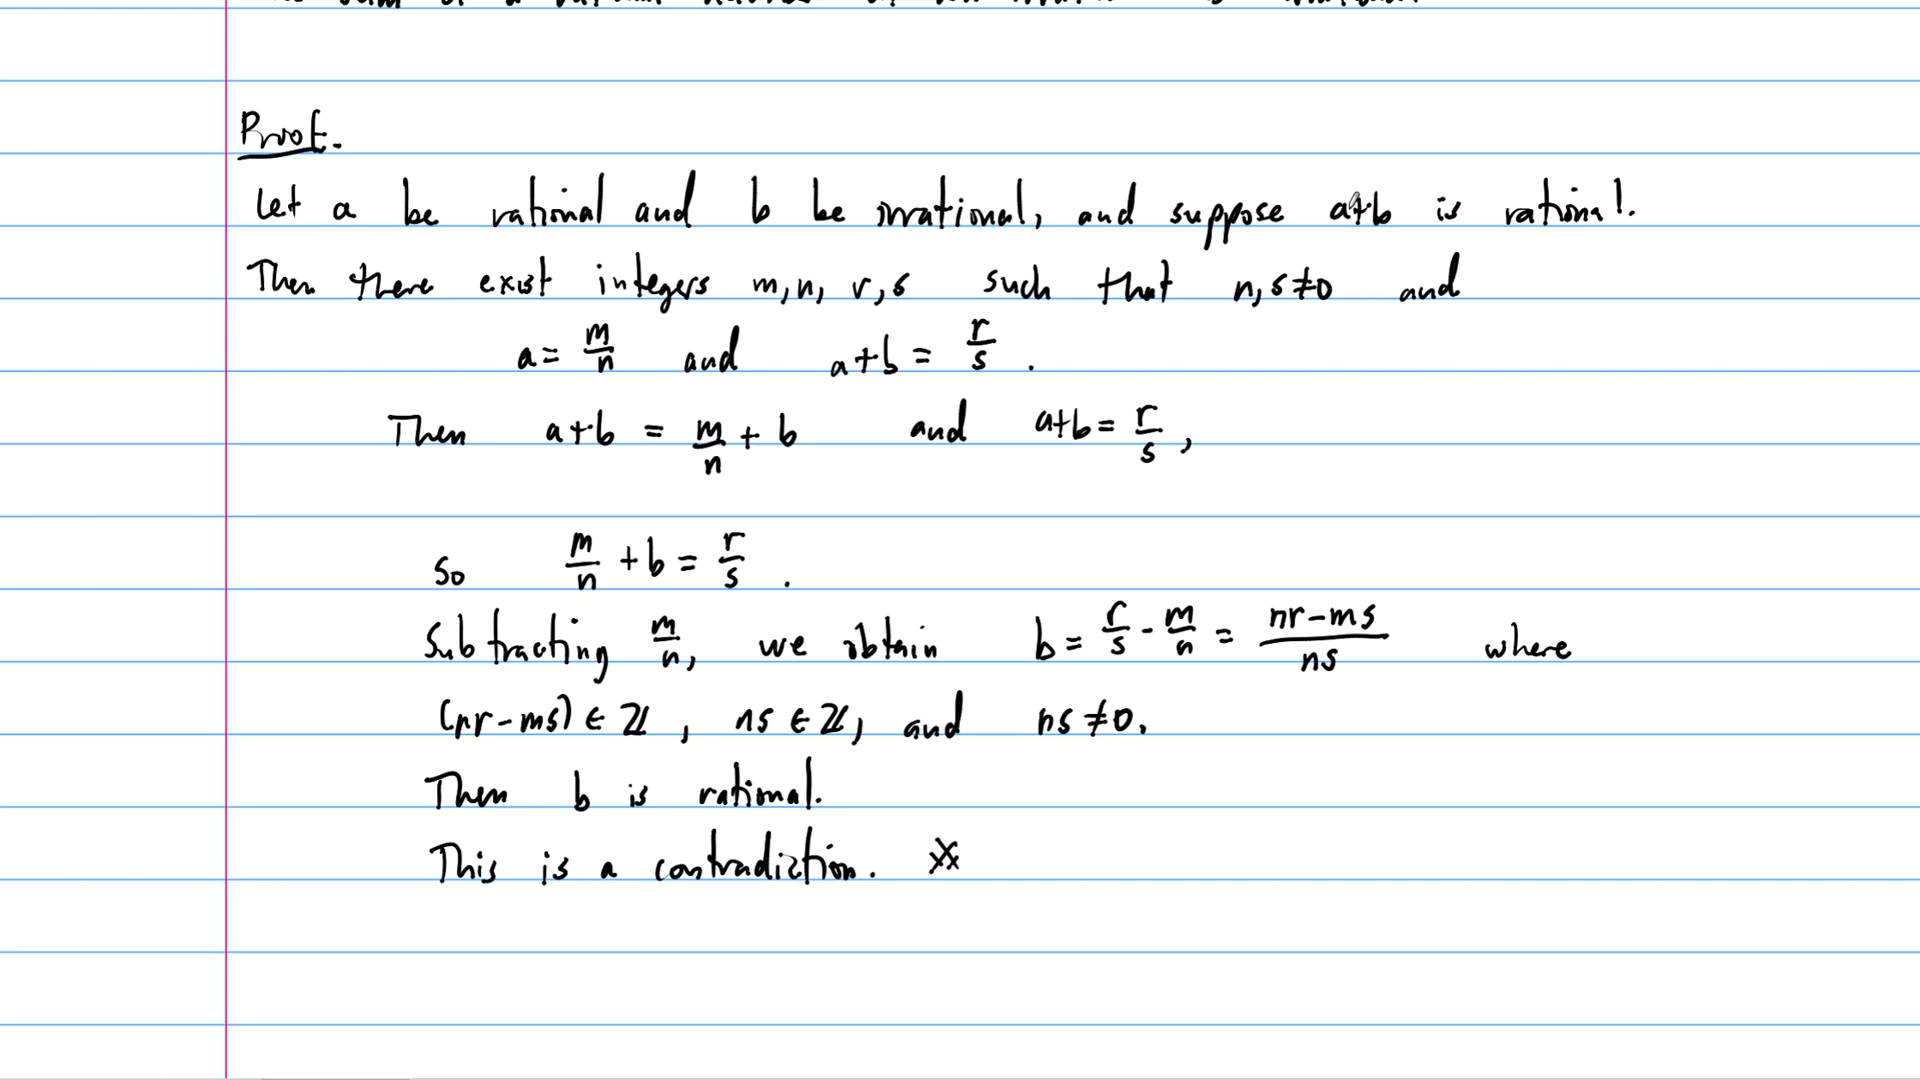 Proof.
Let a be rational and b be irrational, and suppose a+b is rational.
Then there exist integers m, n, r, s such that n, s ≠ 0 and
a = m/n and a+b = r/s .
Then a+b = m/n + b and a+b = r/s ,
So m/n + b = r/s .
Subtracting m/n, we obtain b = r/s - m/n = (nr-ms)/ns where
(nr-ms) ∈ ℤ , ns ∈ ℤ, and ns ≠ 0.
Then b is rational.
This is a contradiction. ※